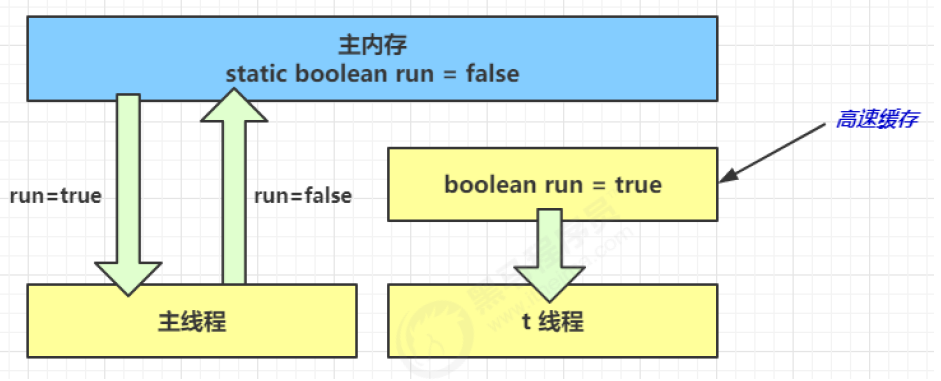 主内存
static boolean run = false
高速缓存
run=true
run=false
boolean run = true
主线程
t 线程